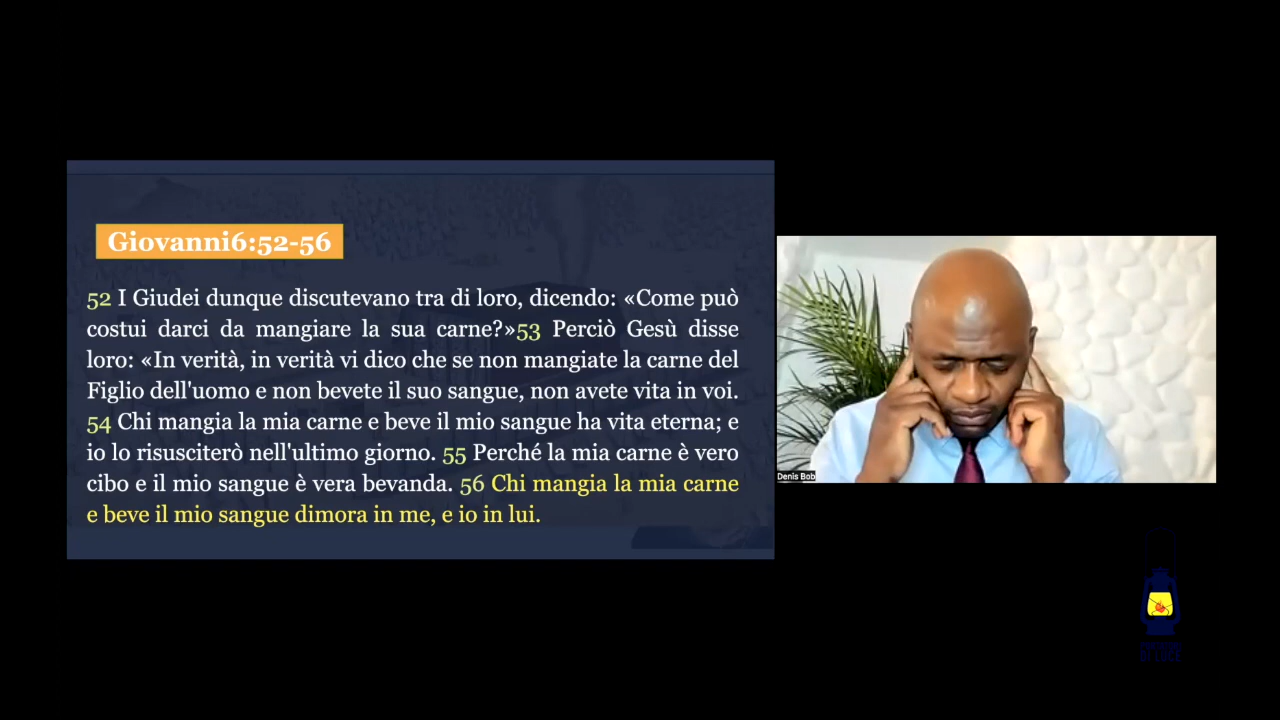 Giovanni6:52-56
52 I Giudei dunque discutevano tra di loro, dicendo: «Come può
costui darci da mangiare la sua carne?»53 Perciò Gesù disse
loro: «In verità, in verità vi dico che se non mangiate la carne del
Figlio dell'uomo e non bevete il suo sangue, non avete vita in voi.
54 Chi mangia la mia carne e beve il mio sangue ha vita eterna; e
io lo risusciterò nell'ultimo giorno. 55 Perché la mia carne è vero
cibo e il mio sangue è vera bevanda. 56 Chi mangia la mia carne
e beve il mio sangue dimora in me, e io in lui.
Denis Bob
DI LUCE